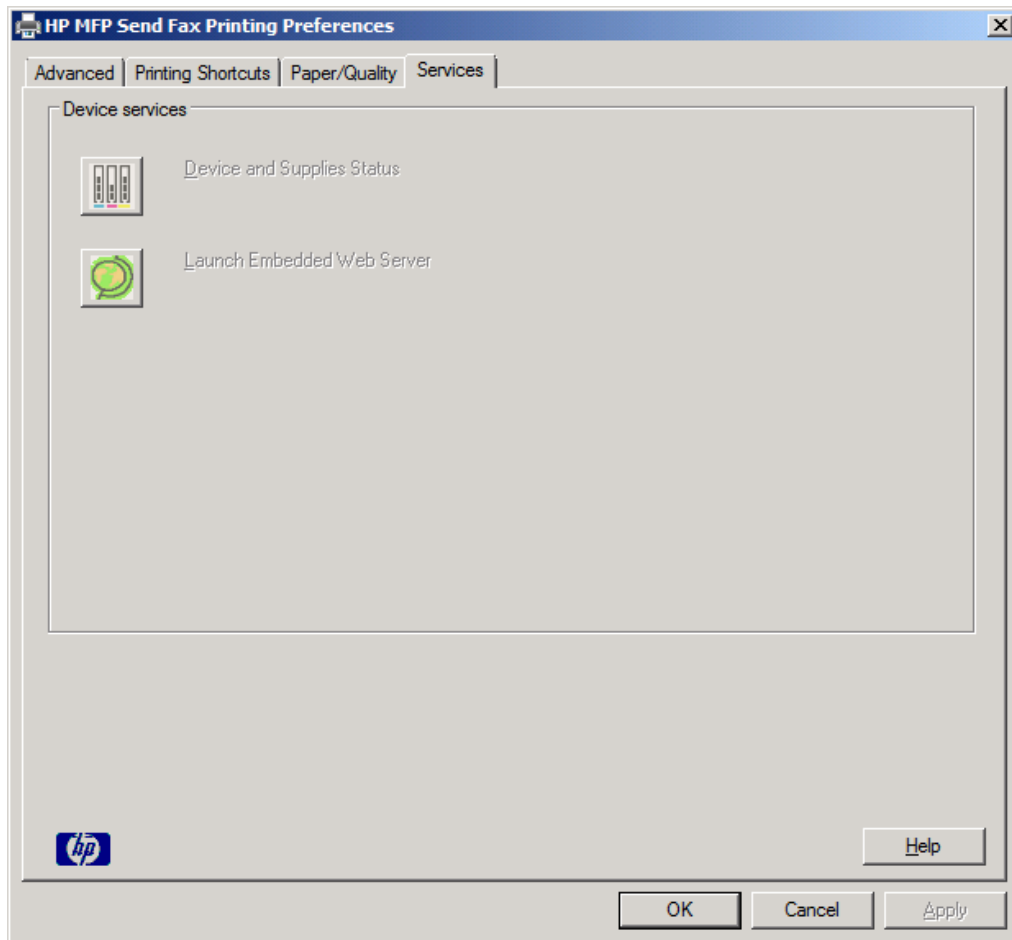 HP MFP Send Fax Printing Preferences
Advanced Printing Shortcuts Paper/Quality Services
Device services
Device and Supplies Status
Launch Embedded Web Server
hp
Help
OK Cancel Apply